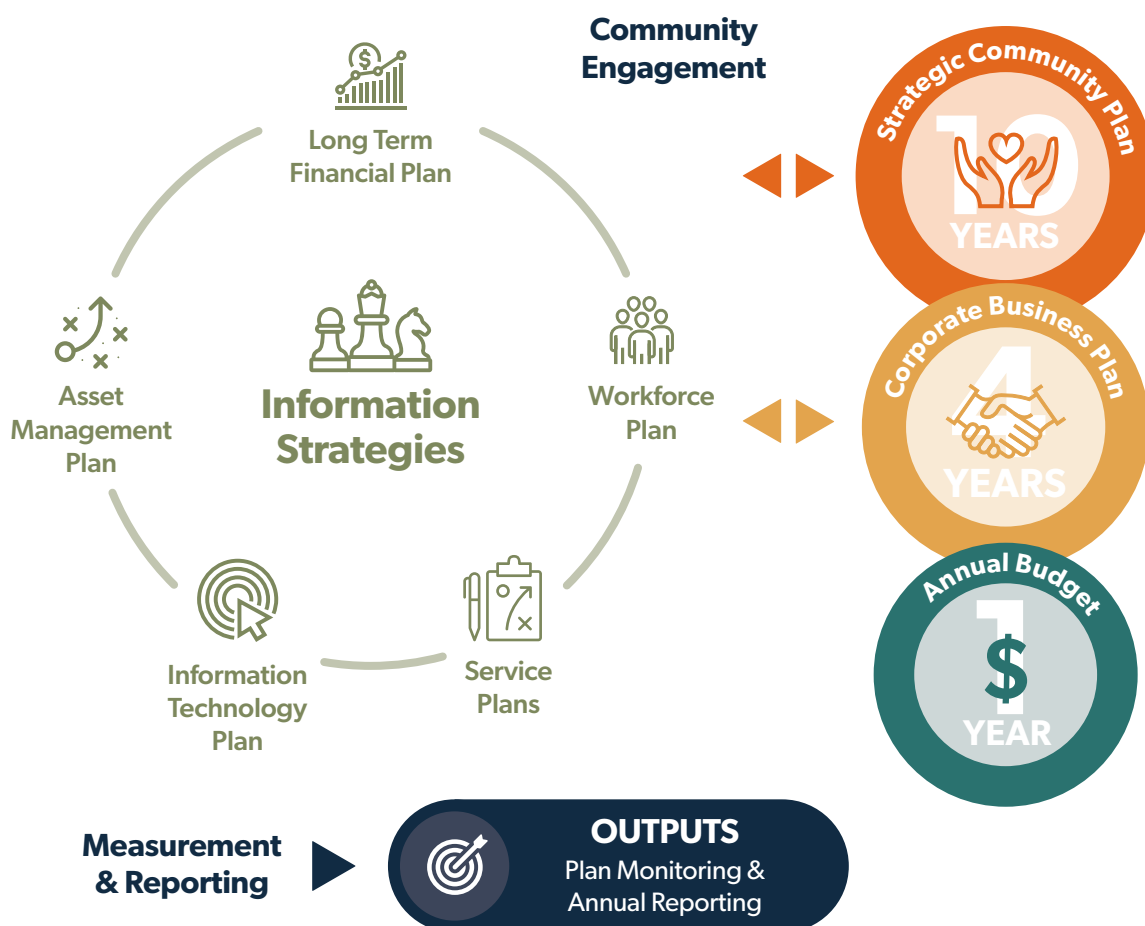 Community
Engagement
Strategic Community Plan
10
YEARS
Long Term
Financial Plan
Asset
Management
Plan
Information
Strategies
Workforce
Plan
Corporate Business Plan
4
YEARS
Information
Technology
Plan
Service
Plans
Annual Budget
1
$
YEAR
Measurement
& Reporting
OUTPUTS
Plan Monitoring &
Annual Reporting